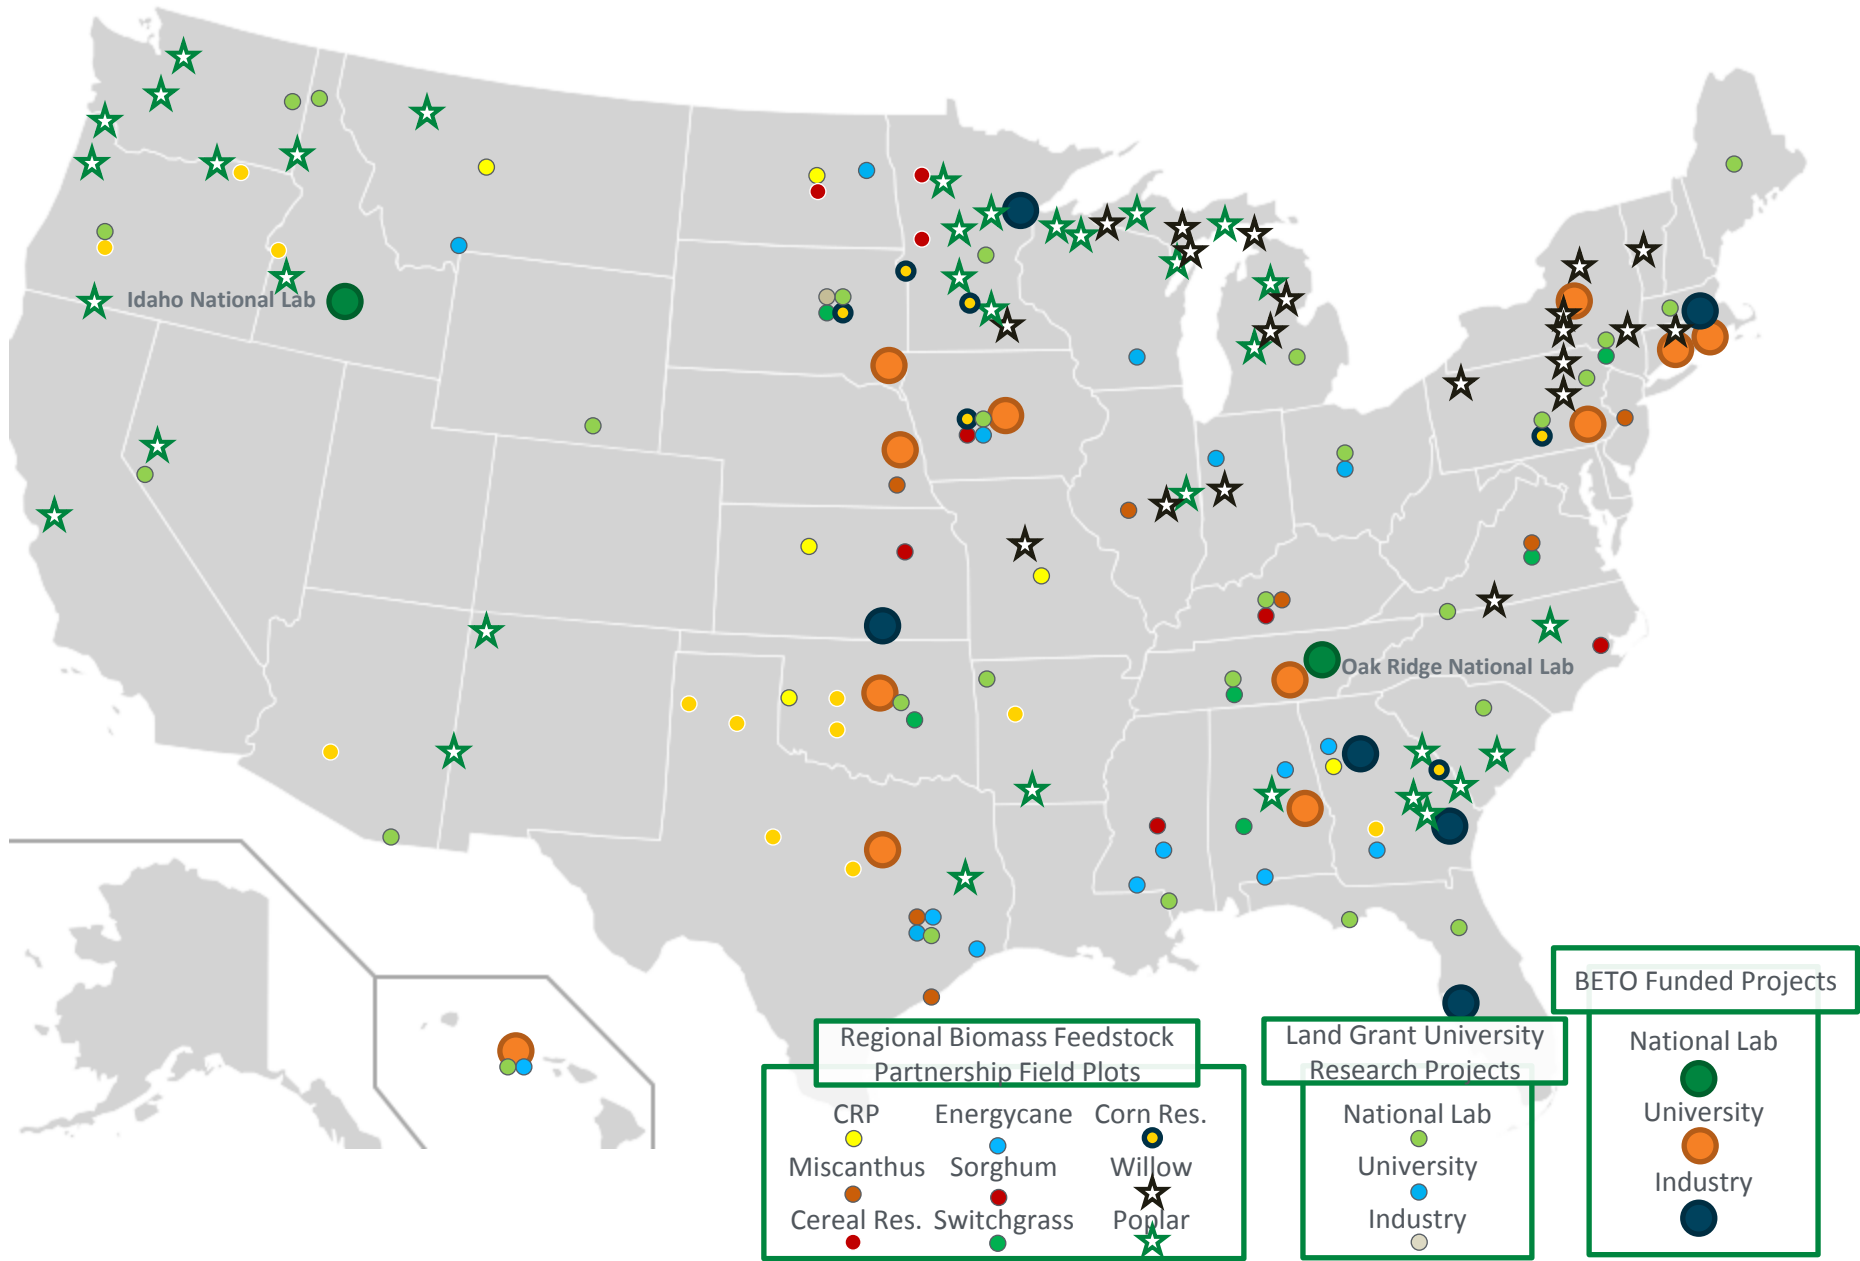 Idaho National Lab
Oak Ridge National Lab
BETO Funded Projects
National Lab
University
Industry
Land Grant University
Research Projects
National Lab
University
Industry
Regional Biomass Feedstock
Partnership Field Plots
CRP Energycane Corn Res.
Miscanthus Sorghum Willow
Cereal Res. Switchgrass Poplar